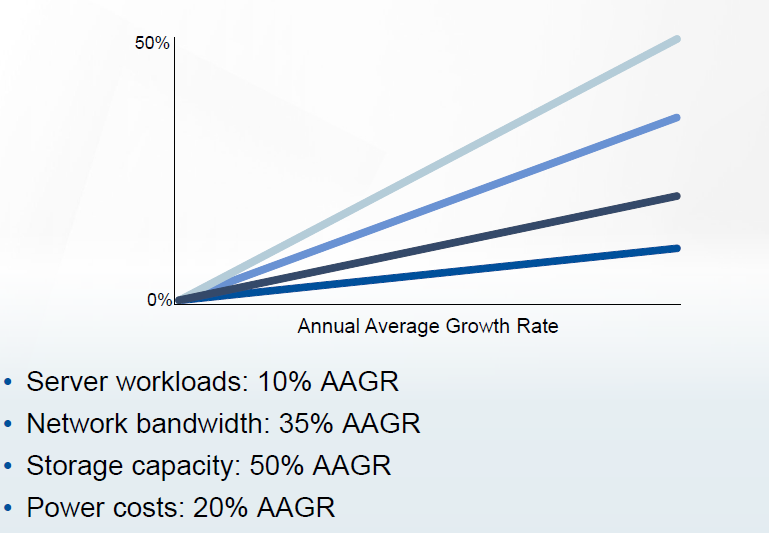 50%
0%
Annual Average Growth Rate
• Server workloads: 10% AAGR
• Network bandwidth: 35% AAGR
• Storage capacity: 50% AAGR
• Power costs: 20% AAGR